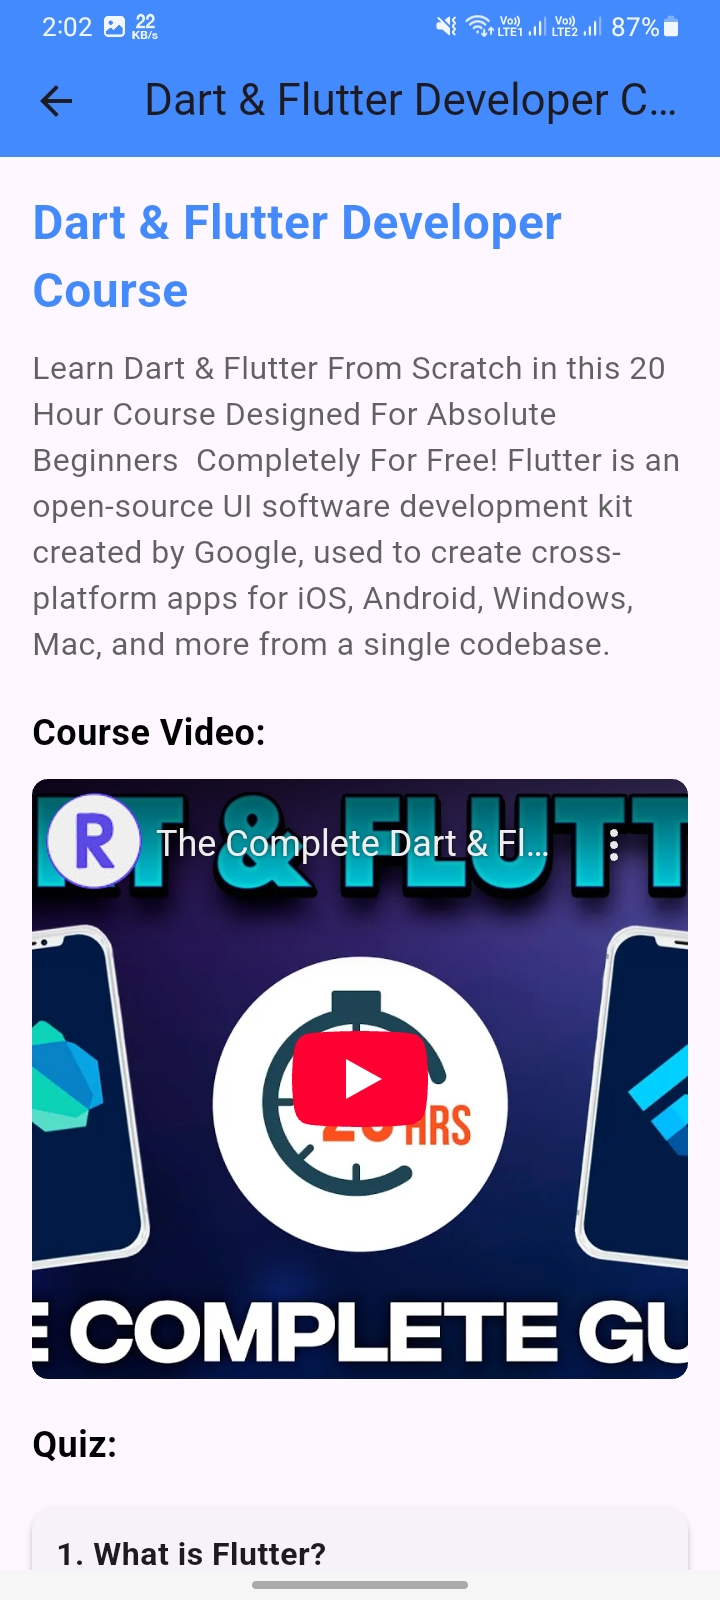 2:02 22 KB/s Vo) LTE1 Vo) LTE2 87%
Dart & Flutter Developer C...
Dart & Flutter Developer
Course
Learn Dart & Flutter From Scratch in this 20
Hour Course Designed For Absolute
Beginners  Completely For Free! Flutter is an
open-source UI software development kit
created by Google, used to create cross-
platform apps for iOS, Android, Windows,
Mac, and more from a single codebase.
Course Video:
RT & FLUTT
R The Complete Dart & Fl...
HRS
E COMPLETE GU
Quiz:
1. What is Flutter?